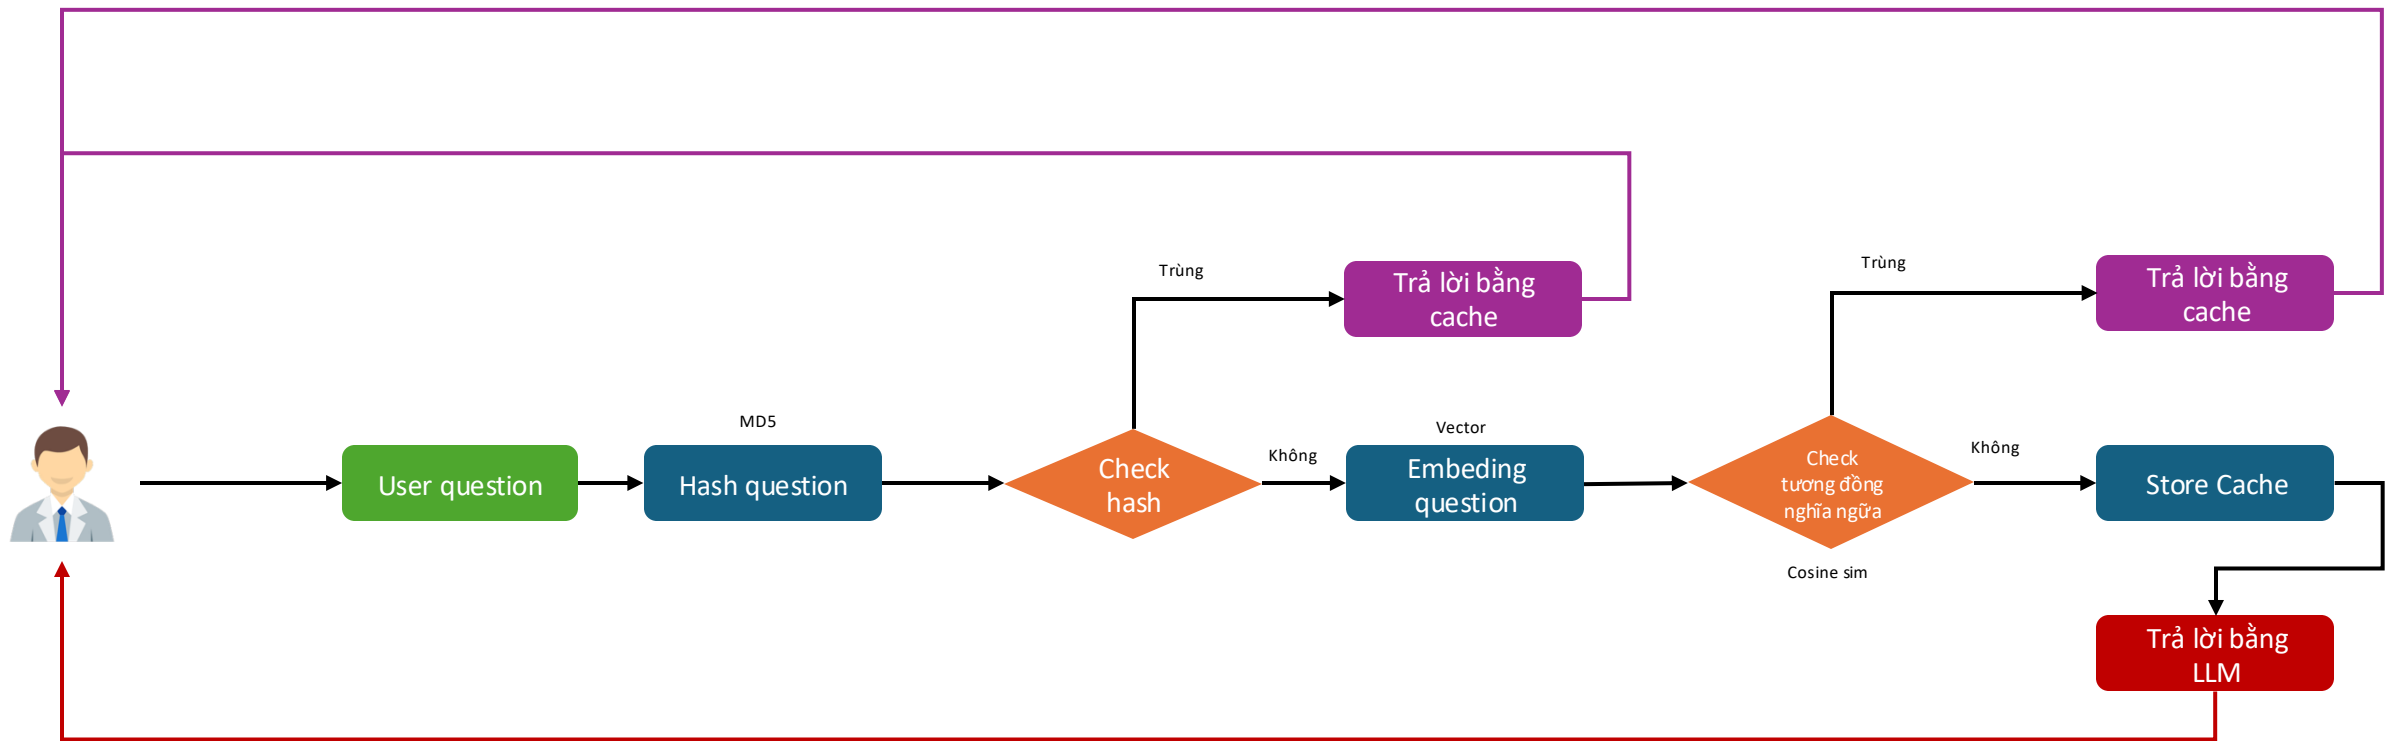 Trùng
Trả lời bằng
cache
Trùng
Trả lời bằng
cache
User question
MD5
Hash question
Check
hash
Không
Vector
Embeding
question
Check
tương đồng
nghĩa ngữa
Cosine sim
Không
Store Cache
Trả lời bằng
LLM